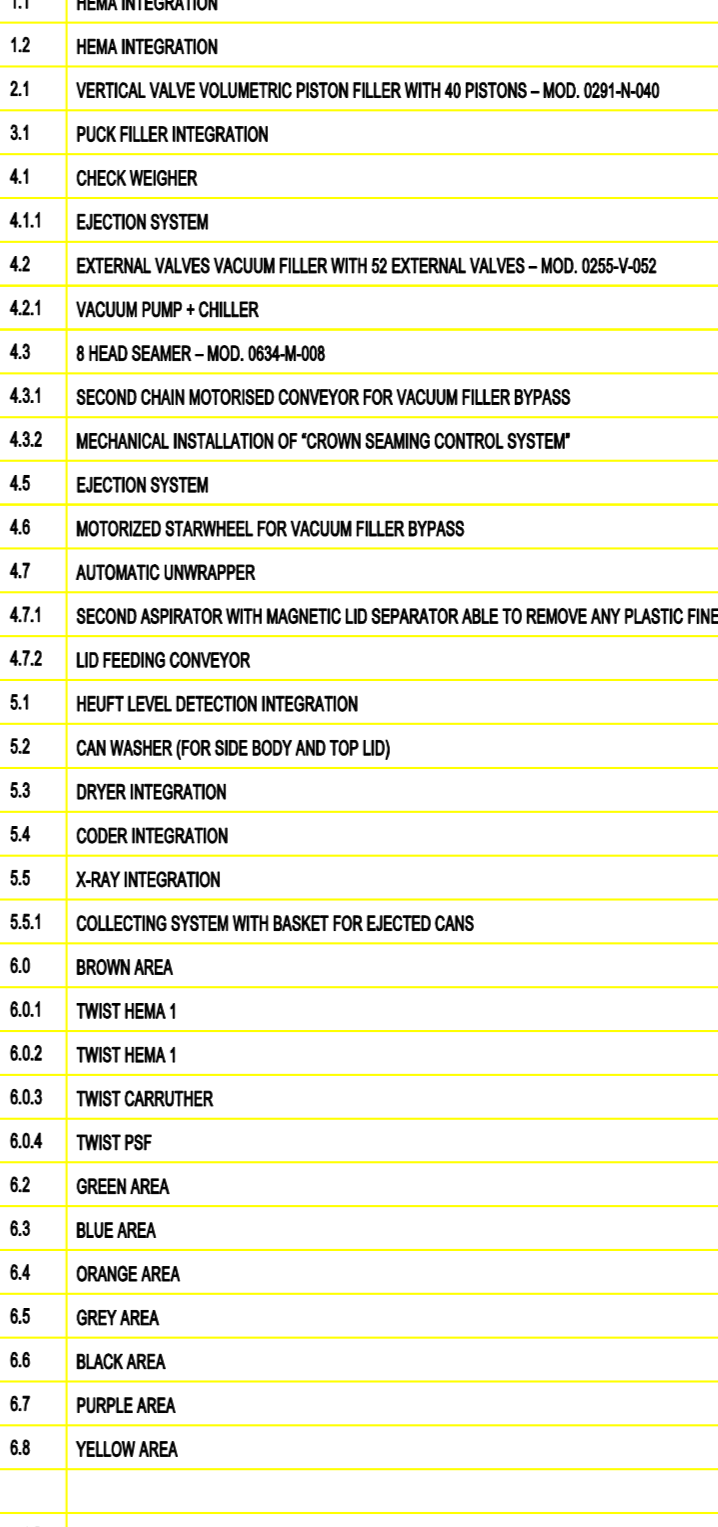 1.1 HEMA INTEGRATION
1.2 HEMA INTEGRATION
2.1 VERTICAL VALVE VOLUMETRIC PISTON FILLER WITH 40 PISTONS – MOD. 0291-N-040
3.1 PUCK FILLER INTEGRATION
4.1 CHECK WEIGHER
4.1.1 EJECTION SYSTEM
4.2 EXTERNAL VALVES VACUUM FILLER WITH 52 EXTERNAL VALVES – MOD. 0255-V-052
4.2.1 VACUUM PUMP + CHILLER
4.3 8 HEAD SEAMER – MOD. 0634-M-008
4.3.1 SECOND CHAIN MOTORISED CONVEYOR FOR VACUUM FILLER BYPASS
4.3.2 MECHANICAL INSTALLATION OF "CROWN SEAMING CONTROL SYSTEM"
4.5 EJECTION SYSTEM
4.6 MOTORIZED STARWHEEL FOR VACUUM FILLER BYPASS
4.7 AUTOMATIC UNWRAPPER
4.7.1 SECOND ASPIRATOR WITH MAGNETIC LID SEPARATOR ABLE TO REMOVE ANY PLASTIC FINE
4.7.2 LID FEEDING CONVEYOR
5.1 HEUFT LEVEL DETECTION INTEGRATION
5.2 CAN WASHER (FOR SIDE BODY AND TOP LID)
5.3 DRYER INTEGRATION
5.4 CODER INTEGRATION
5.5 X-RAY INTEGRATION
5.5.1 COLLECTING SYSTEM WITH BASKET FOR EJECTED CANS
6.0 BROWN AREA
6.0.1 TWIST HEMA 1
6.0.2 TWIST HEMA 1
6.0.3 TWIST CARRUTHER
6.0.4 TWIST PSF
6.2 GREEN AREA
6.3 BLUE AREA
6.4 ORANGE AREA
6.5 GREY AREA
6.6 BLACK AREA
6.7 PURPLE AREA
6.8 YELLOW AREA